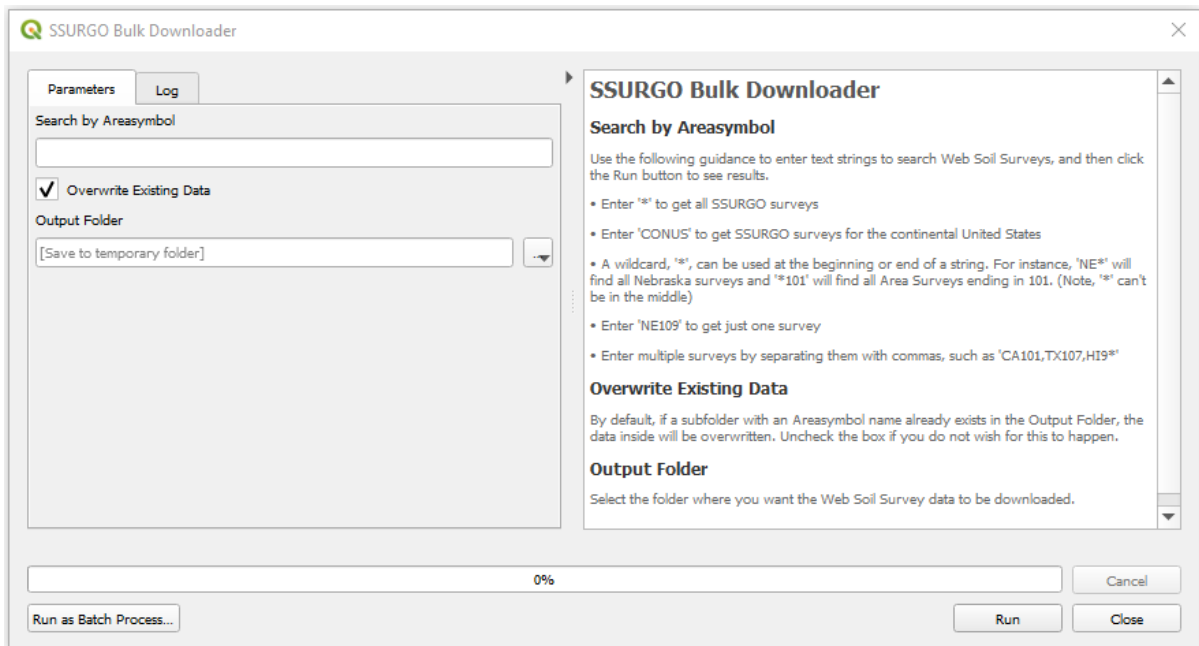 SSURGO Bulk Downloader
Parameters
Log
Search by Areasymbol
Overwrite Existing Data
Output Folder
[Save to temporary folder]
...
SSURGO Bulk Downloader
Search by Areasymbol
Use the following guidance to enter text strings to search Web Soil Surveys, and then click
the Run button to see results.
• Enter '*' to get all SSURGO surveys
• Enter 'CONUS' to get SSURGO surveys for the continental United States
• A wildcard, '*', can be used at the beginning or end of a string. For instance, 'NE*' will
find all Nebraska surveys and '*101' will find all Area Surveys ending in 101. (Note, '*' can't
be in the middle)
• Enter 'NE109' to get just one survey
• Enter multiple surveys by separating them with commas, such as 'CA101,TX107,HI9*'
Overwrite Existing Data
By default, if a subfolder with an Areasymbol name already exists in the Output Folder, the
data inside will be overwritten. Uncheck the box if you do not wish for this to happen.
Output Folder
Select the folder where you want the Web Soil Survey data to be downloaded.
0%
Cancel
Run as Batch Process...
Run
Close